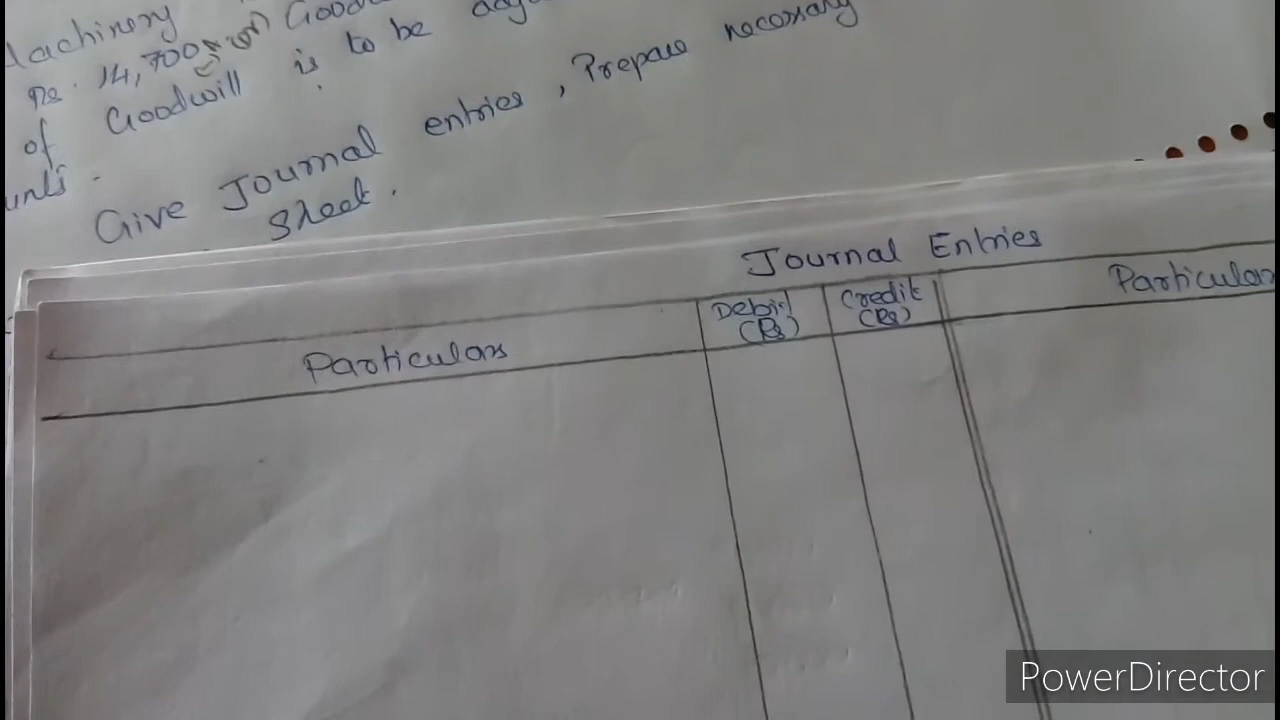 Machinery
Rs. 14,700
of Goodwill is to be
Give Journal entries, Prepare necessary
Sheet.
Journal Entries
Particulars Debit (Rs) Credit (Rs) Particulars
PowerDirector